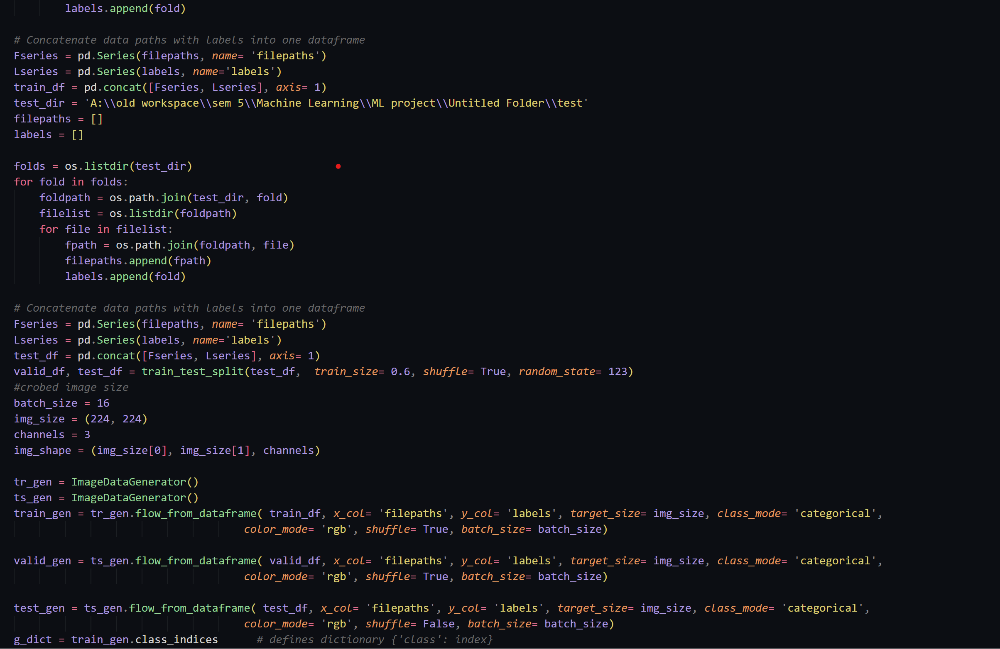 labels.append(fold)
# Concatenate data paths with labels into one dataframe
Fseries = pd.Series(filepaths, name= 'filepaths')
Lseries = pd.Series(labels, name='labels')
train_df = pd.concat([Fseries, Lseries], axis= 1)
test_dir = 'A:\\old workspace\\sem 5\\Machine Learning\\ML project\\Untitled Folder\\test'
filepaths = []
labels = []
folds = os.listdir(test_dir)
for fold in folds:
    foldpath = os.path.join(test_dir, fold)
    filelist = os.listdir(foldpath)
    for file in filelist:
        fpath = os.path.join(foldpath, file)
        filepaths.append(fpath)
        labels.append(fold)
# Concatenate data paths with labels into one dataframe
Fseries = pd.Series(filepaths, name= 'filepaths')
Lseries = pd.Series(labels, name='labels')
test_df = pd.concat([Fseries, Lseries], axis= 1)
valid_df, test_df = train_test_split(test_df,  train_size= 0.6, shuffle= True, random_state= 123)
#crobed image size
batch_size = 16
img_size = (224, 224)
channels = 3
img_shape = (img_size[0], img_size[1], channels)
tr_gen = ImageDataGenerator()
ts_gen = ImageDataGenerator()
train_gen = tr_gen.flow_from_dataframe( train_df, x_col= 'filepaths', y_col= 'labels', target_size= img_size, class_mode= 'categorical',
                                    color_mode= 'rgb', shuffle= True, batch_size= batch_size)
valid_gen = ts_gen.flow_from_dataframe( valid_df, x_col= 'filepaths', y_col= 'labels', target_size= img_size, class_mode= 'categorical',
                                    color_mode= 'rgb', shuffle= True, batch_size= batch_size)
test_gen = ts_gen.flow_from_dataframe( test_df, x_col= 'filepaths', y_col= 'labels', target_size= img_size, class_mode= 'categorical',
                                    color_mode= 'rgb', shuffle= False, batch_size= batch_size)
g_dict = train_gen.class_indices      # defines dictionary {'class': index}